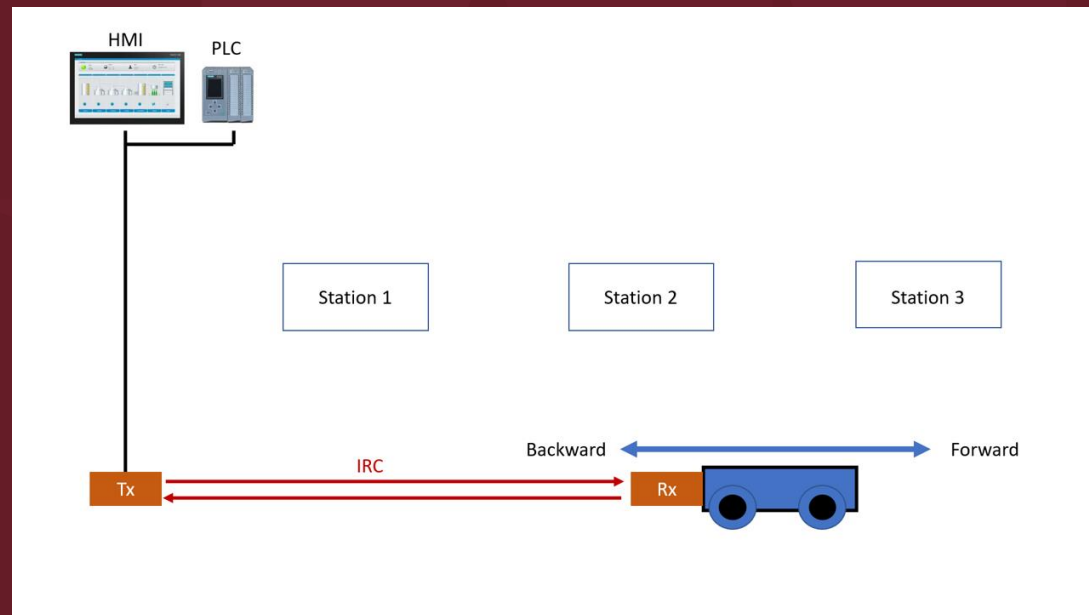 HMI
PLC
Station 1
Station 2
Station 3
Backward
Forward
IRC
Tx
Rx